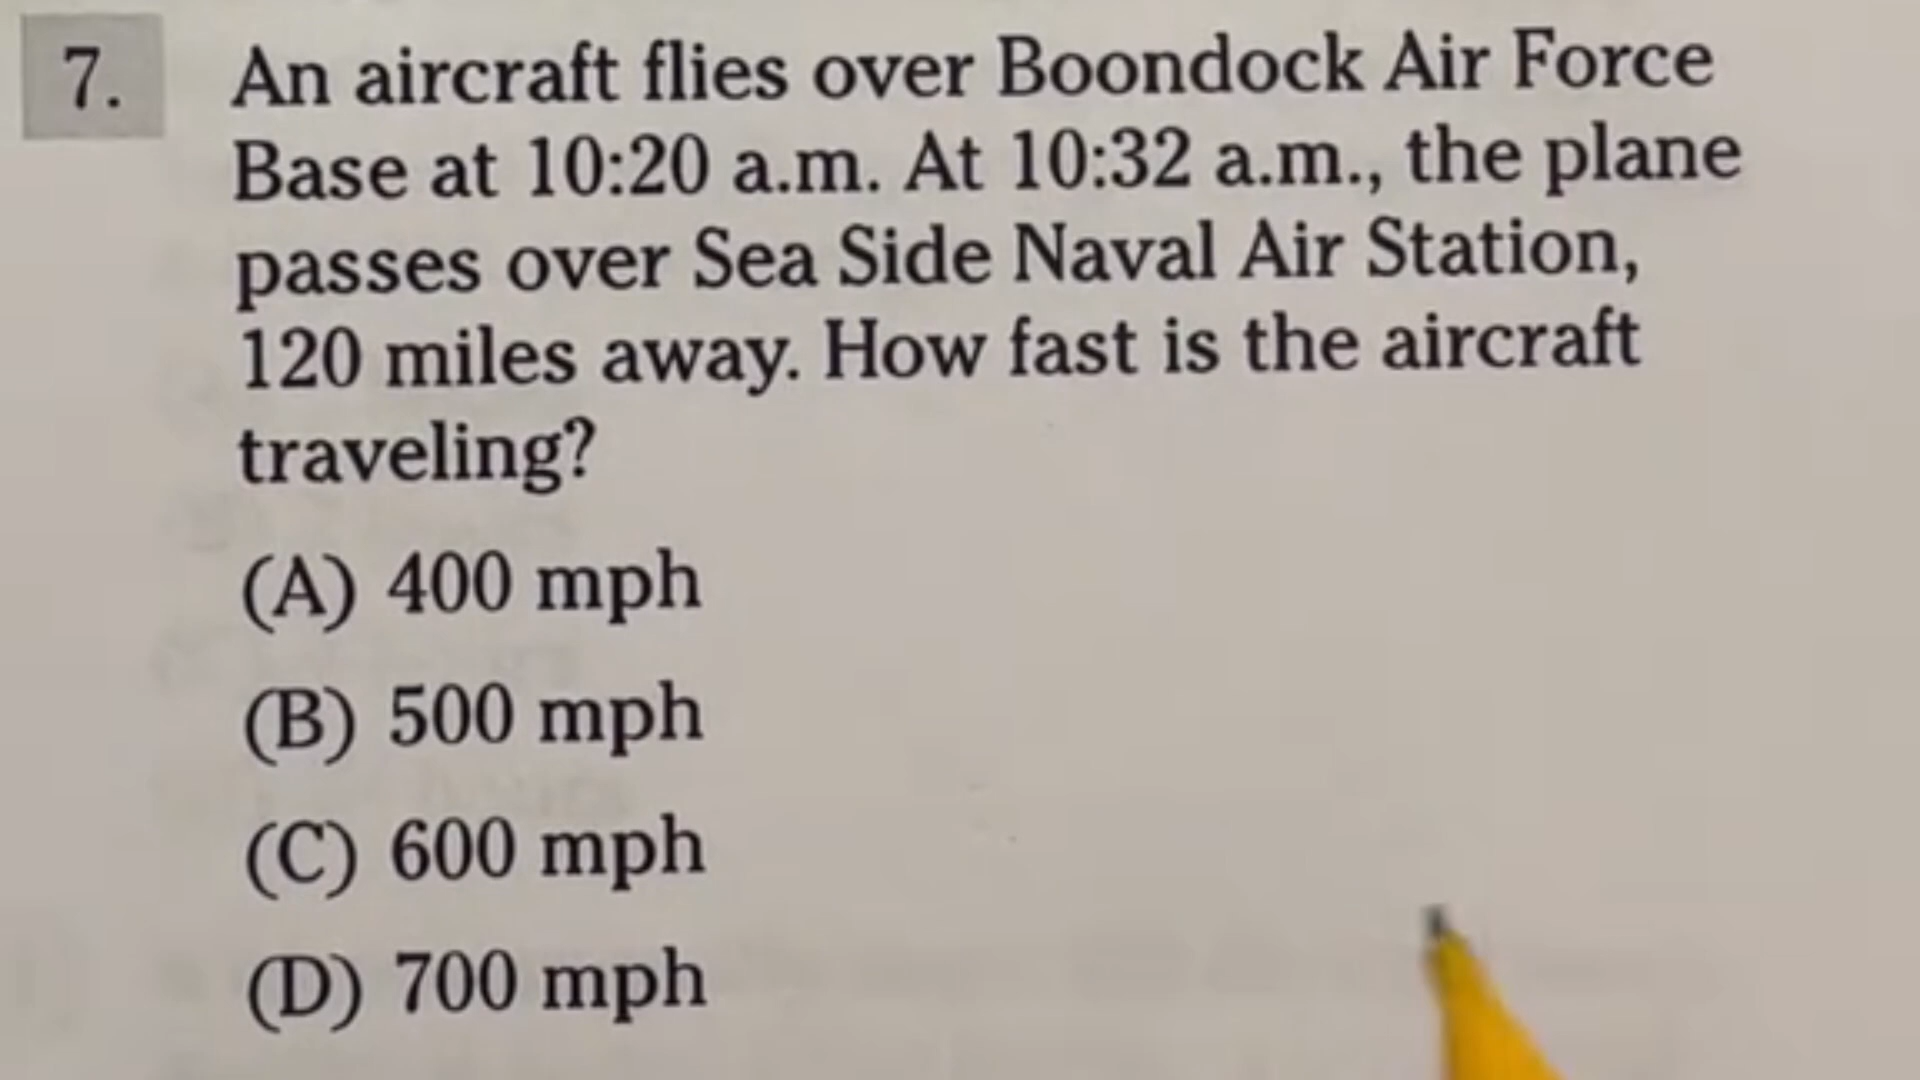 7. An aircraft flies over Boondock Air Force
Base at 10:20 a.m. At 10:32 a.m., the plane
passes over Sea Side Naval Air Station,
120 miles away. How fast is the aircraft
traveling?
(A) 400 mph
(B) 500 mph
(C) 600 mph
(D) 700 mph